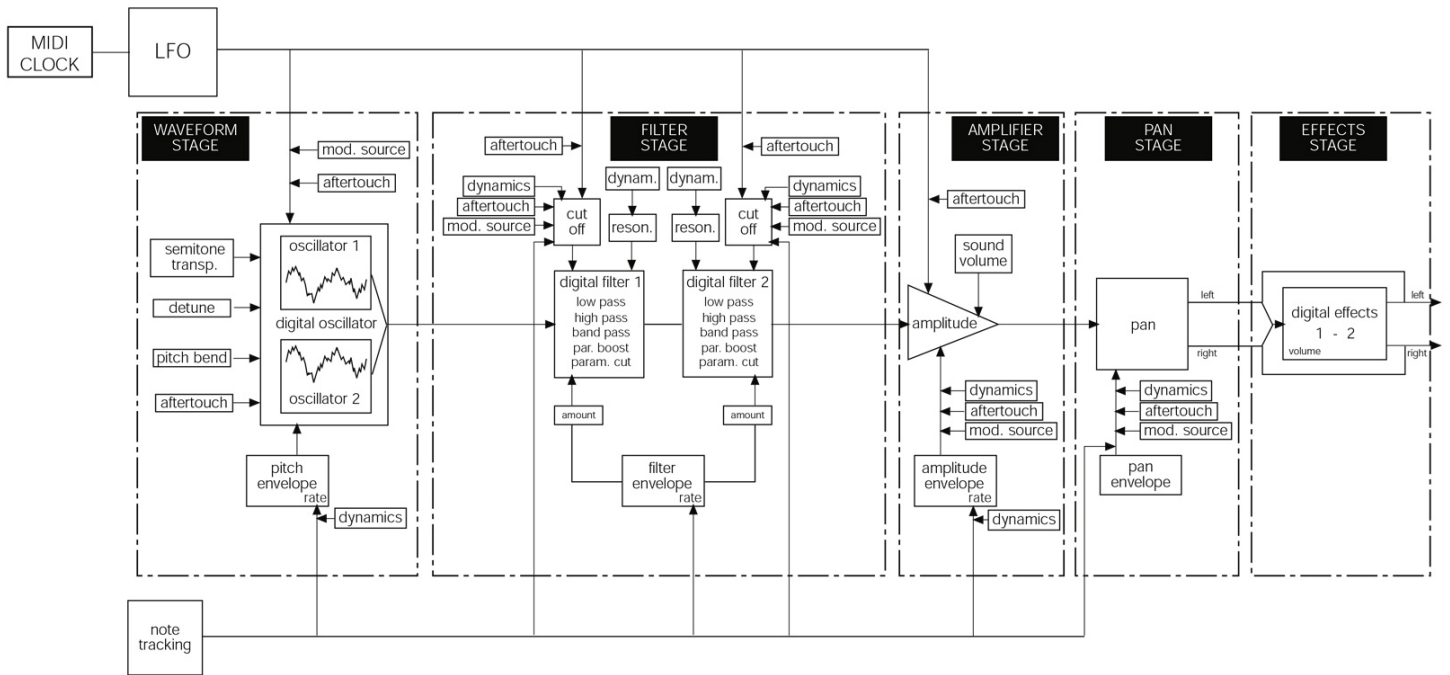 MIDI
CLOCK
LFO
WAVEFORM
STAGE
mod. source
aftertouch
semitone
transp.
detune
pitch bend
aftertouch
oscillator 1
digital oscillator
oscillator 2
pitch
envelope
rate
dynamics
FILTER
STAGE
aftertouch
aftertouch
dynamics
aftertouch
mod. source
cut
off
dynam.
reson.
dynam.
reson.
cut
off
dynamics
aftertouch
mod. source
digital filter 1
low pass
high pass
band pass
par. boost
param. cut
digital filter 2
low pass
high pass
band pass
par. boost
param. cut
amount
amount
filter
envelope
rate
AMPLIFIER
STAGE
aftertouch
sound
volume
amplitude
dynamics
aftertouch
mod. source
amplitude
envelope
rate
dynamics
PAN
STAGE
pan
left
right
dynamics
aftertouch
mod. source
pan
envelope
EFFECTS
STAGE
digital effects
1 - 2
volume
left
right
note
tracking